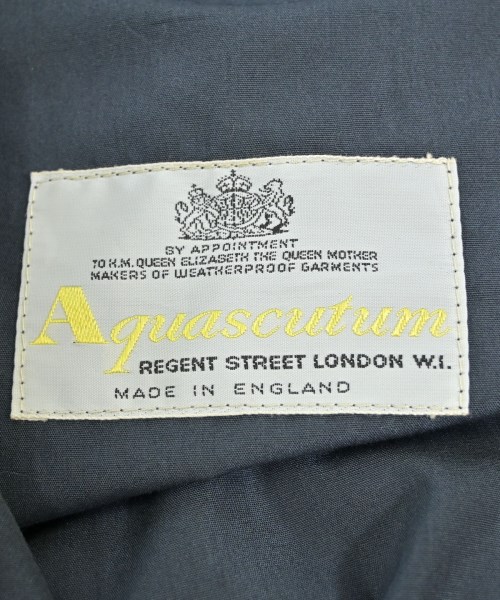 BY APPOINTMENT
TO H.M. QUEEN ELIZABETH THE QUEEN MOTHER
MAKERS OF WEATHERPROOF GARMENTS
Aquascutum
REGENT STREET LONDON W.I.
MADE IN ENGLAND